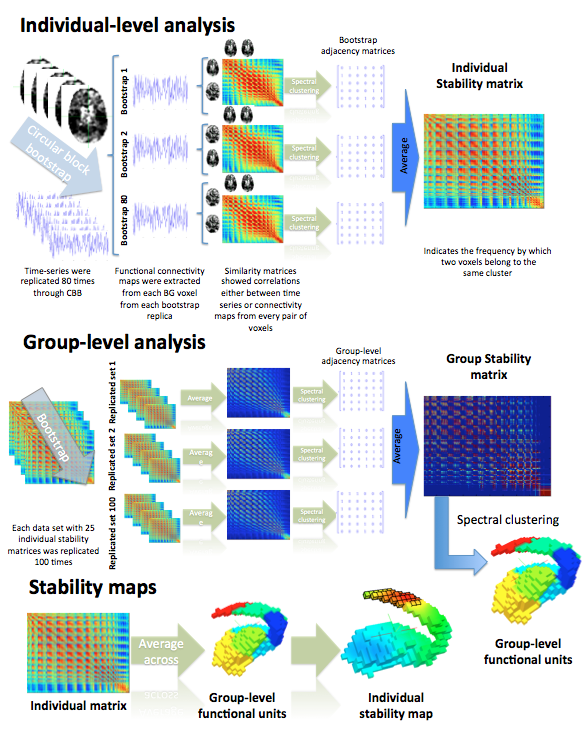 Individual-level analysis
Circular block
bootstrap
Bootstrap 1
Bootstrap 2
Bootstrap 80
Spectral
clustering
Spectral
clustering
Spectral
clustering
Bootstrap
adjacency matrices
Average
Individual
Stability matrix
Time-series were
replicated 80 times
through CBB
Functional connectivity
maps were extracted
from each BG voxel
from each bootstrap
replica
Similarity matrices
showed correlations
either between time
series or connectivity
maps from every pair of
voxels
Indicates the frequency by which
two voxels belong to the
same cluster
Group-level analysis
Bootstrap
Replicated set 1
Replicated set 2
Replicated set 100
Average
Averag
e
Averag
e
Spectral
clustering
Spectral
clustering
Spectral
clustering
Group-level
adjacency matrices
Average
Group Stability
matrix
Each data set with 25
individual stability
matrices was replicated
100 times
Spectral clustering
Group-level
functional units
Stability maps
Individual matrix
Average
across
Group-level
functional units
Individual
stability map